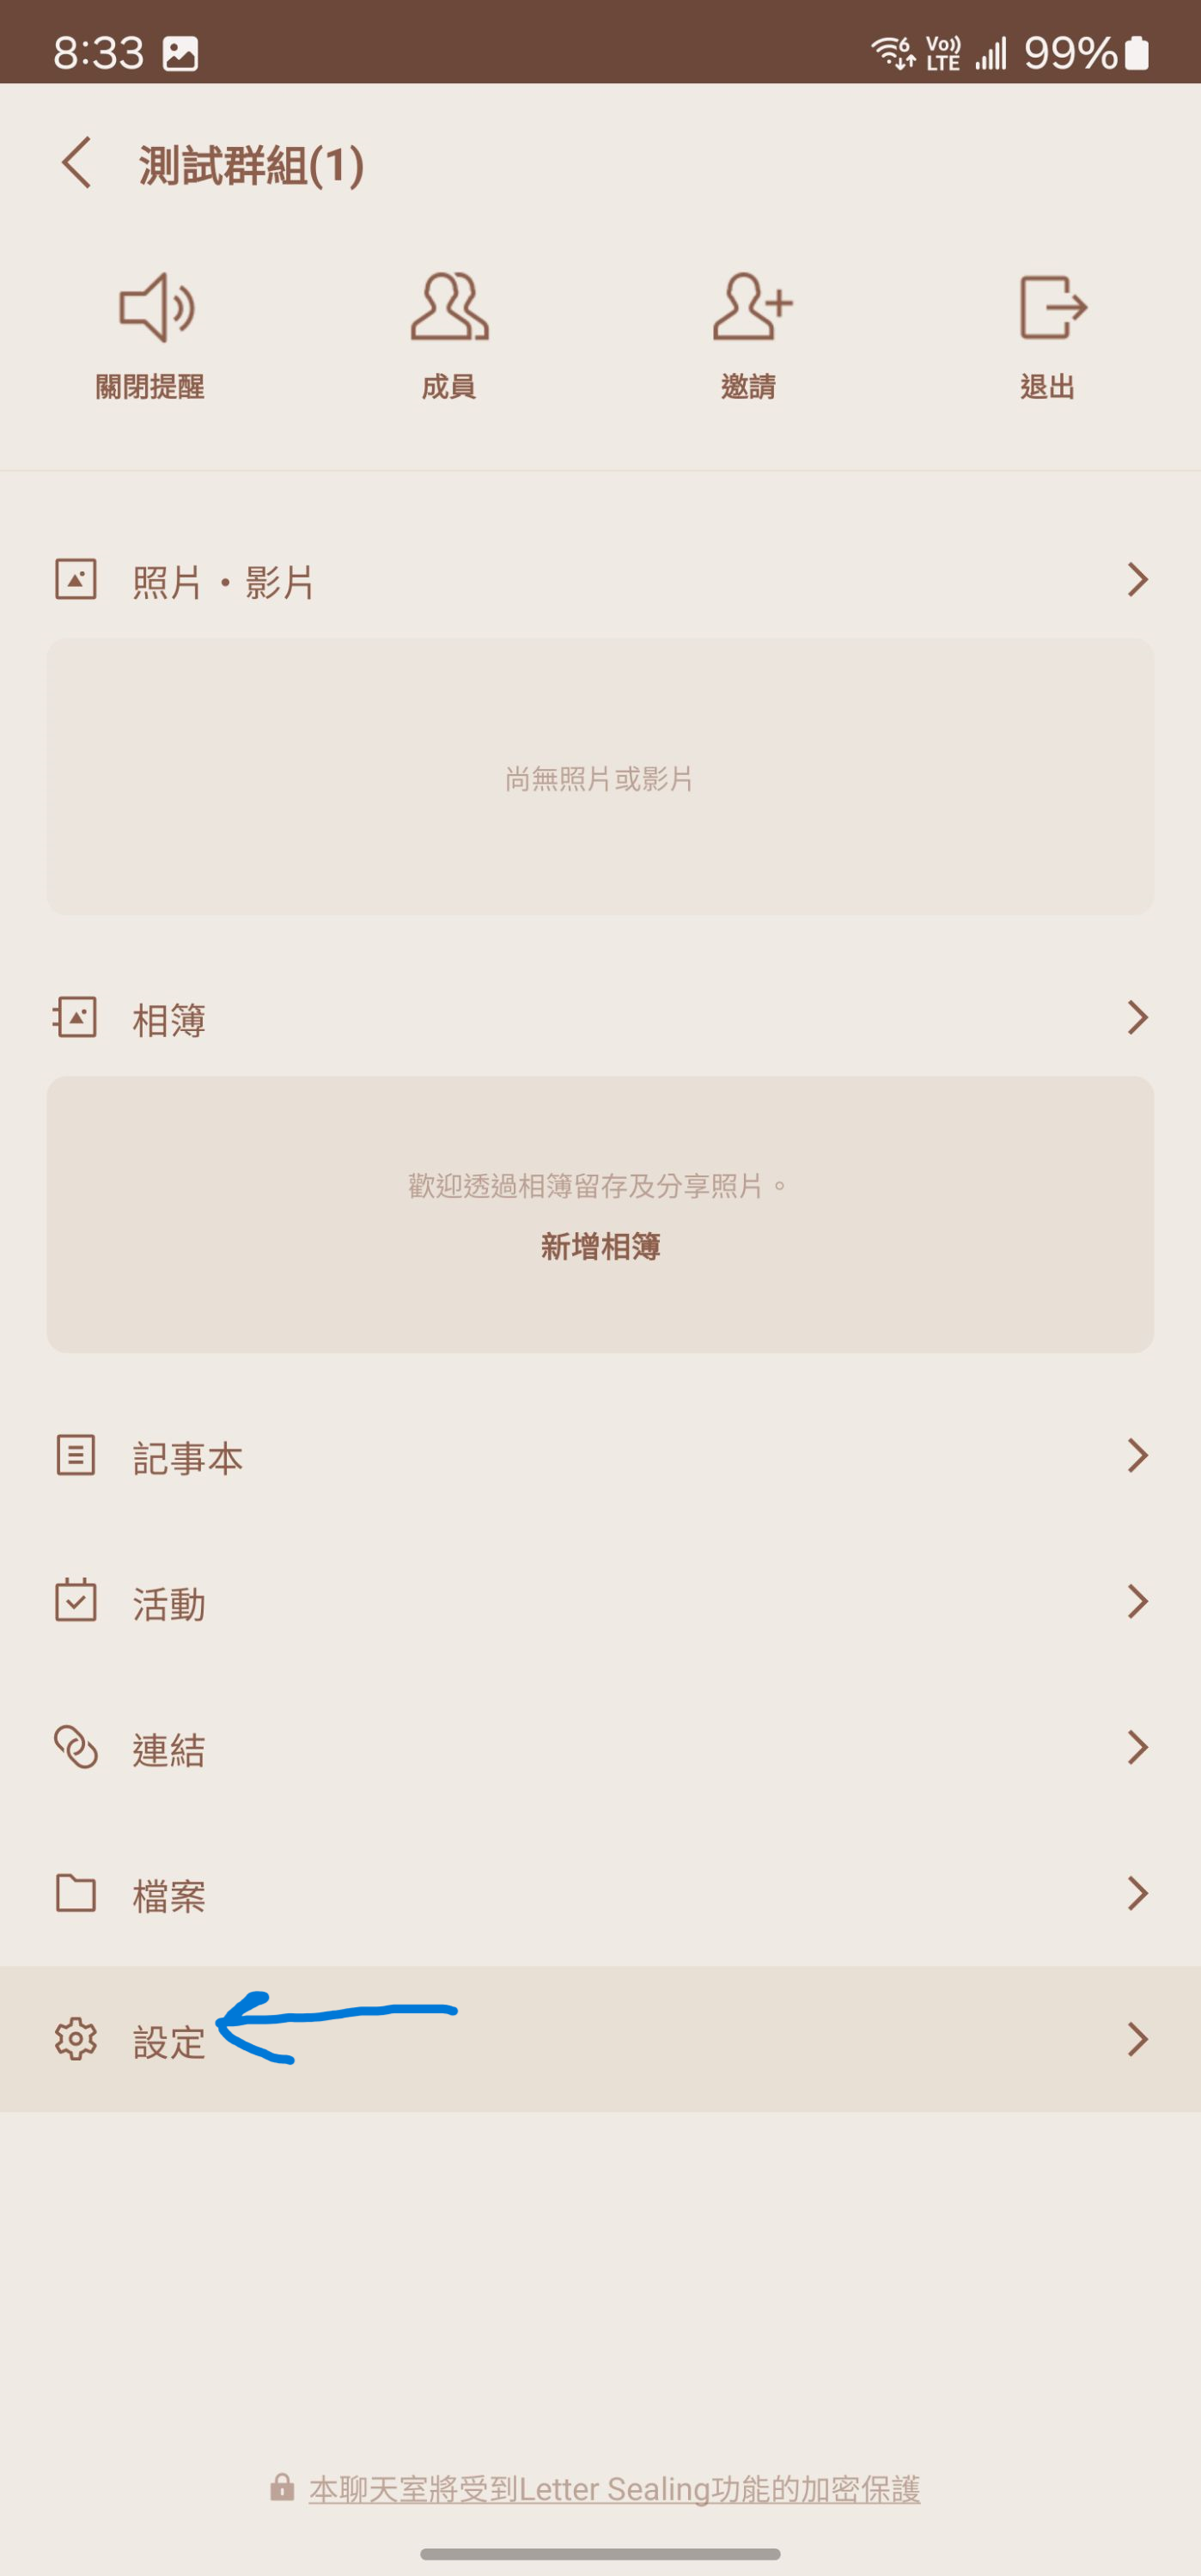 8:33
Vo)) LTE 99%
測試群組(1)
關閉提醒 成員 邀請 退出
照片・影片
尚無照片或影片
相簿
歡迎透過相簿留存及分享照片。
新增相簿
記事本
活動
連結
檔案
設定
本聊天室將受到Letter Sealing功能的加密保護